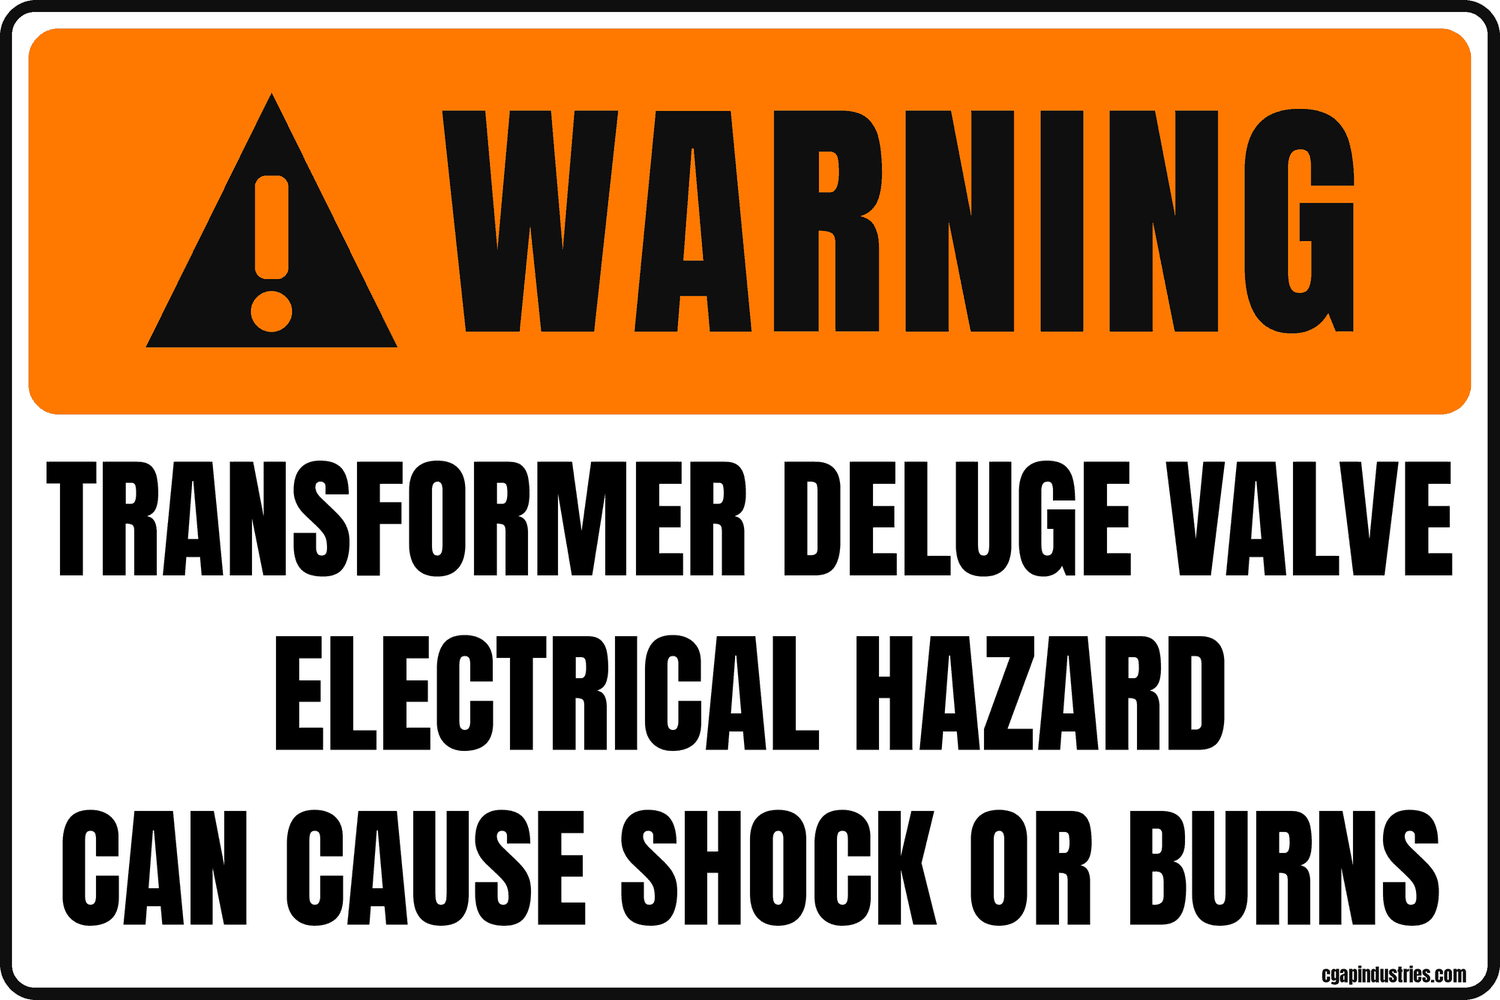 WARNING
TRANSFORMER DELUGE VALVE
ELECTRICAL HAZARD
CAN CAUSE SHOCK OR BURNS
cgapindustries.com